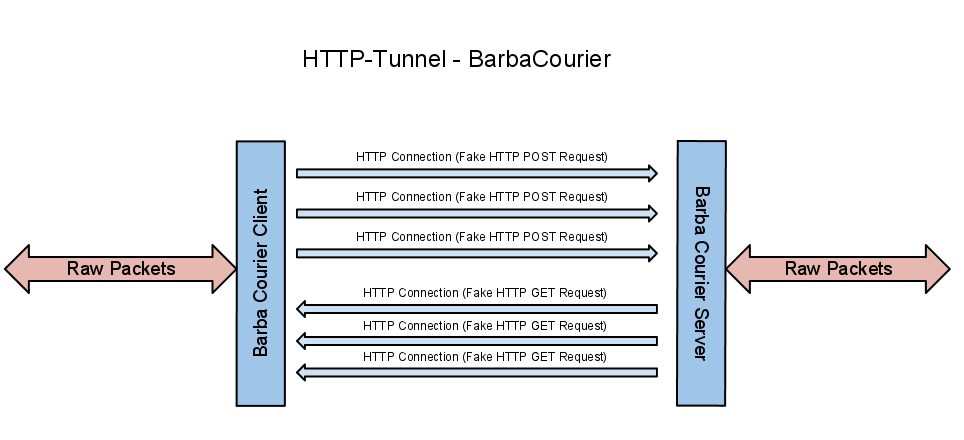 HTTP-Tunnel - BarbaCourier
HTTP Connection (Fake HTTP POST Request)
HTTP Connection (Fake HTTP POST Request)
HTTP Connection (Fake HTTP POST Request)
Raw Packets
Barba Courier Client
Barba Courier Server
Raw Packets
HTTP Connection (Fake HTTP GET Request)
HTTP Connection (Fake HTTP GET Request)
HTTP Connection (Fake HTTP GET Request)